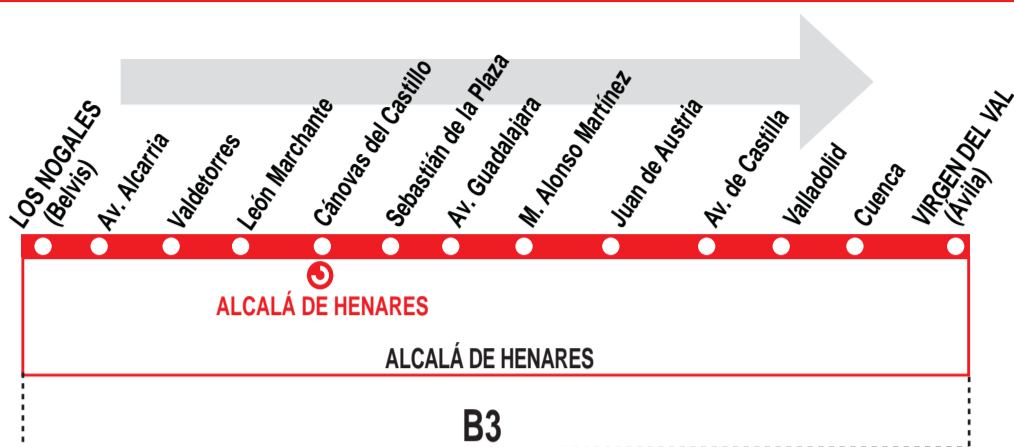 LOS NOGALES
(Belvis)
Av. Alcarria
Valdetorres
León Marchante
Cánovas del Castillo
Sebastián de la Plaza
Av. Guadalajara
M. Alonso Martínez
Juan de Austria
Av. de Castilla
Valladolid
Cuenca
VIRGEN DEL VAL
(Ávila)
ALCALÁ DE HENARES
ALCALÁ DE HENARES
B3